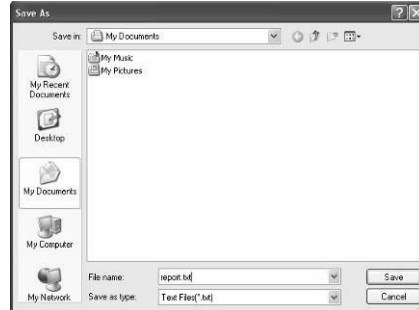 Save As
Save in: My Documents
My Recent
Documents
Desktop
My Documents
My Computer
My Network
My Music
My Pictures
File name: report.txt
Save
Save as type: Text Files(*.txt)
Cancel